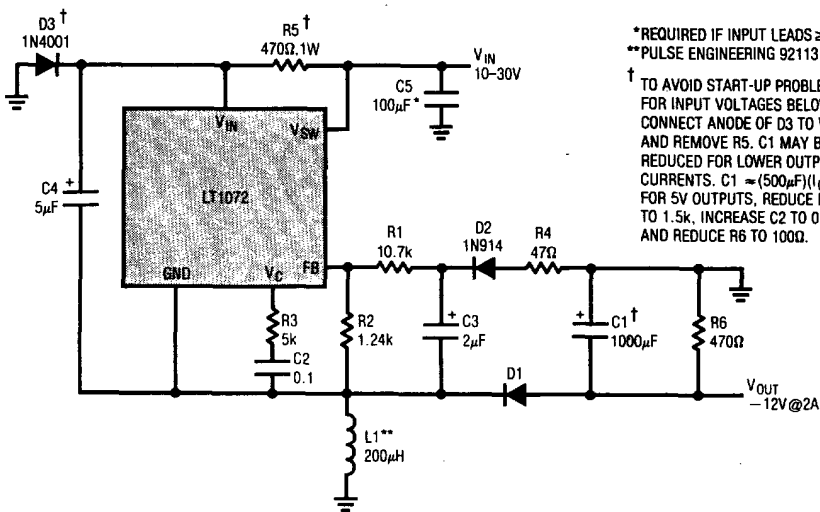 D3†
1N4001
R5†
470Ω,1W
VIN
10–30V
C5
100µF*
VIN
VSW
LT1072
C4
+
5µF
GND
VC
FB
R1
10.7k
D2
1N914
R4
47Ω
R3
5k
C2
0.1
R2
1.24k
+
C3
2µF
+
C1†
1000µF
R6
470Ω
D1
VOUT
–12V@2A
L1**
200µH
*REQUIRED IF INPUT LEADS ≥
**PULSE ENGINEERING 92113
† TO AVOID START-UP
FOR INPUT VOLTAGES
CONNECT ANODE OF D3 TO
AND REMOVE R5. C1 MAY
REDUCED FOR LOWER
CURRENTS. C1 ≈(500µF)
FOR 5V OUTPUTS, REDUCE
TO 1.5k, INCREASE C2 TO
AND REDUCE R6 TO 100Ω.